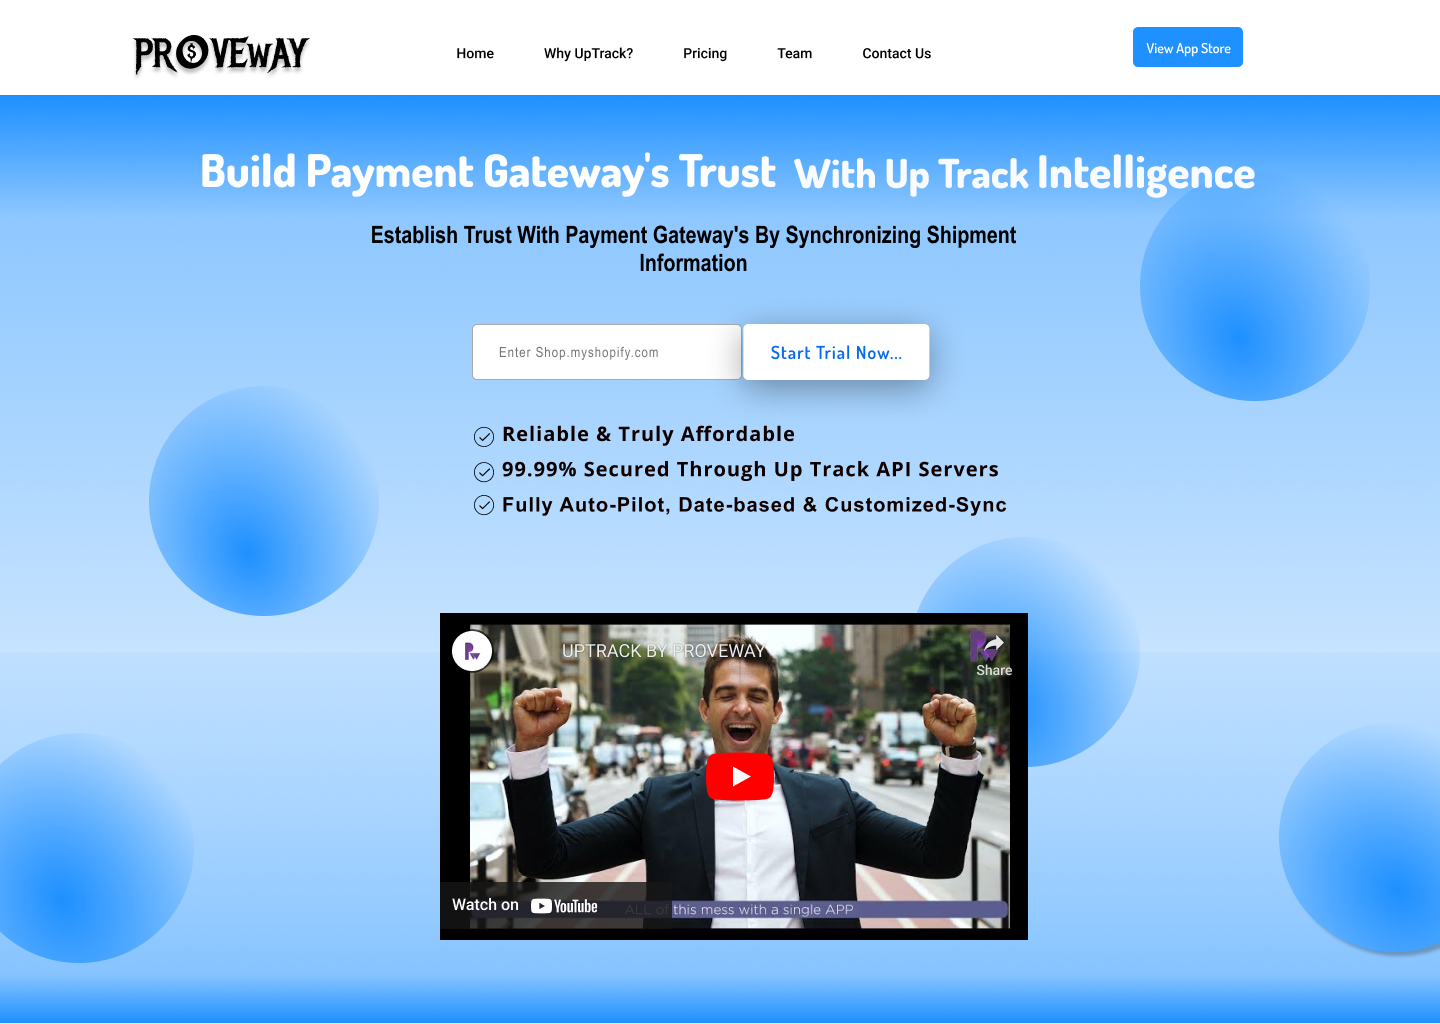 PROVEWAY
Home
Why UpTrack?
Pricing
Team
Contact Us
View App Store
Build Payment Gateway's Trust With Up Track Intelligence
Establish Trust With Payment Gateway's By Synchronizing Shipment
Information
Enter Shop.myshopify.com
Start Trial Now...
Reliable & Truly Affordable
99.99% Secured Through Up Track API Servers
Fully Auto-Pilot, Date-based & Customized-Sync
UPTRACK BY PROVEWAY
Share
Watch on YouTube
ALL of this mess with a single APP